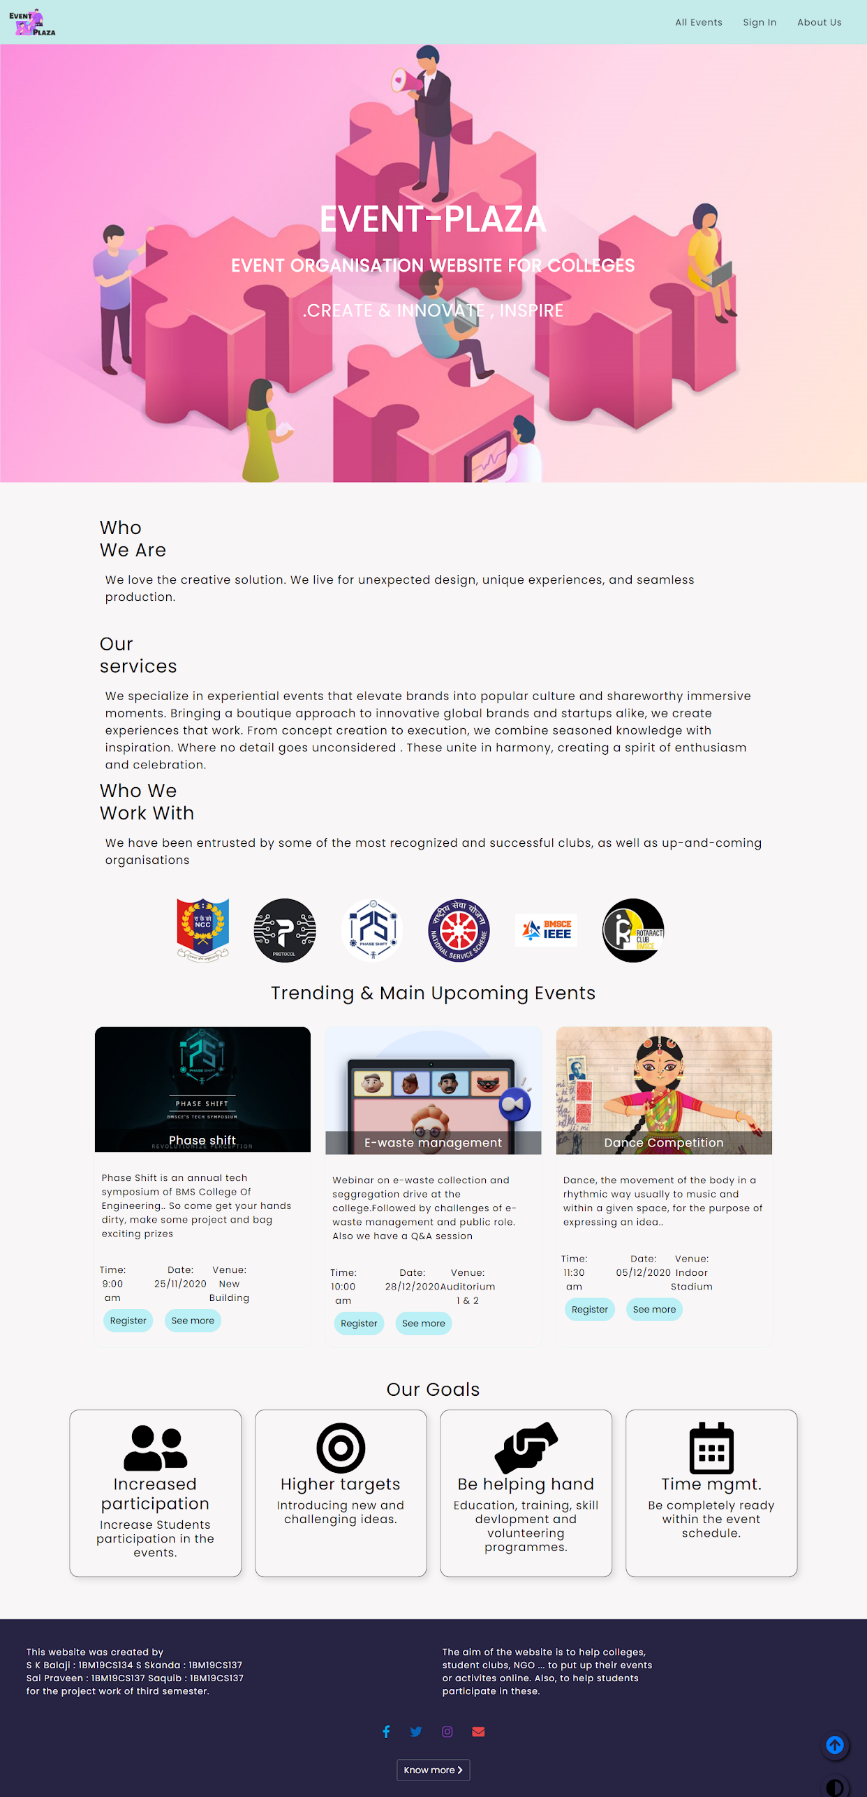 EVENT
PLAZA
All Events
Sign In
About Us
EVENT-PLAZA
EVENT ORGANISATION WEBSITE FOR COLLEGES
.CREATE & INNOVATE , INSPIRE
Who
We Are
We love the creative solution. We live for unexpected design, unique experiences, and seamless
production.
Our
services
We specialize in experiential events that elevate brands into popular culture and shareworthy immersive
moments. Bringing a boutique approach to innovative global brands and startups alike, we create
experiences that work. From concept creation to execution, we combine seasoned knowledge with
inspiration. Where no detail goes unconsidered . These unite in harmony, creating a spirit of enthusiasm
and celebration.
Who We
Work With
We have been entrusted by some of the most recognized and successful clubs, as well as up-and-coming
organisations
NCC
PROTOCOL
PHASE SHIFT
राष्ट्रीय सेवा योजना
NATIONAL SERVICE SCHEME
BMSCE
IEEE
ROTARACT
CLUB
BMSCE
Trending & Main Upcoming Events
PHASE SHIFT
PHASE SHIFT
BMSCE'S TECH SYMPOSIUM
Phase shift
REVOLUTIONIZE PERCEPTION
Phase Shift is an annual tech
symposium of BMS College Of
Engineering.. So come get your hands
dirty, make some project and bag
exciting prizes
Time:
9:00
am
Date:
25/11/2020
Venue:
New
Building
Register
See more
E-waste management
Webinar on e-waste collection and
seggregation drive at the
college.Followed by challenges of e-
waste management and public role.
Also we have a Q&A session
Time:
10:00
am
Date:
28/12/2020
Venue:
Auditorium
1 & 2
Register
See more
Dance Competition
Dance, the movement of the body in a
rhythmic way usually to music and
within a given space, for the purpose of
expressing an idea..
Time:
11:30
am
Date:
05/12/2020
Venue:
Indoor
Stadium
Register
See more
Our Goals
Increased
participation
Increase Students
participation in the
events.
Higher targets
Introducing new and
challenging ideas.
Be helping hand
Education, training, skill
devlopment and
volunteering
programmes.
Time mgmt.
Be completely ready
within the event
schedule.
This website was created by
S K Balaji : 1BM19CS134 S Skanda : 1BM19CS137
Sai Praveen : 1BM19CS137 Saquib : 1BM19CS137
for the project work of third semester.
The aim of the website is to help colleges,
student clubs, NGO ... to put up their events
or activites online. Also, to help students
participate in these.
Know more